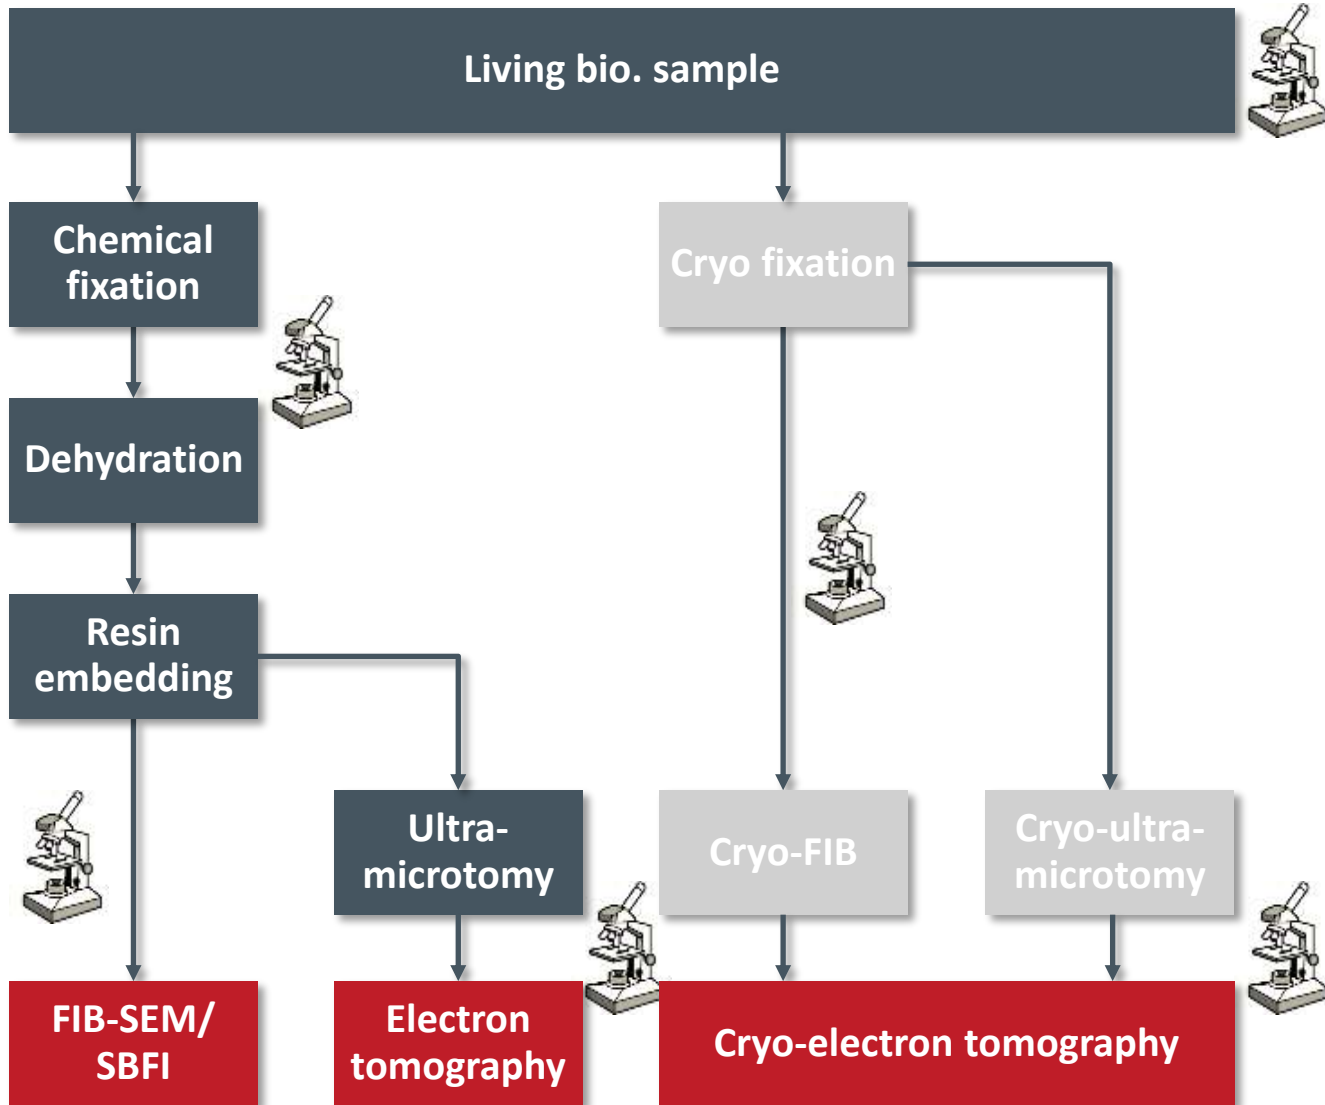 Living bio. sample
Chemical
fixation
Cryo fixation
Dehydration
Resin
embedding
Ultra-
microtomy
Cryo-FIB
Cryo-ultra-
microtomy
FIB-SEM/
SBFI
Electron
tomography
Cryo-electron tomography